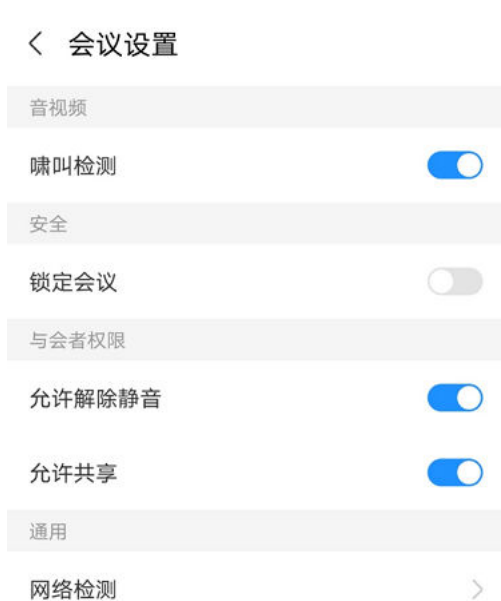 会议设置
音视频
啸叫检测
安全
锁定会议
与会者权限
允许解除静音
允许共享
通用
网络检测